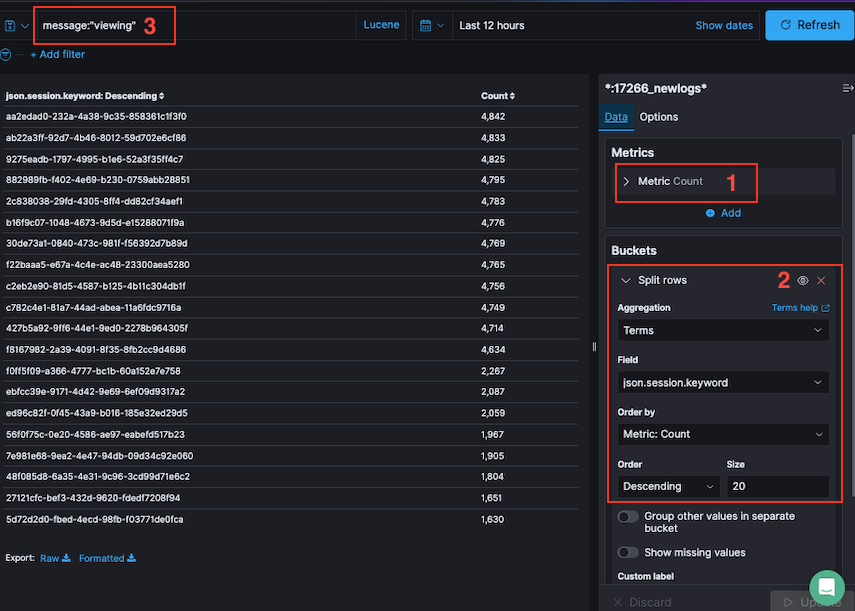 message:"viewing" 3
Lucene
Last 12 hours
Show dates
Refresh
+ Add filter
json.session.keyword: Descending Count
aa2edad0-232a-4a38-9c35-858361c1f3f0 4,842
ab22a3ff-92d7-4b46-8012-59d702e6cf86 4,833
9275eadb-1797-4995-b1e6-52a3f35ff4c7 4,825
882989fb-f402-4e69-b230-0759abb28851 4,795
2c838038-29fd-4305-8ff4-dd82cf34aef1 4,783
b16f9c07-1048-4673-9d5d-e15288071f9a 4,776
30de73a1-0840-473c-981f-f56392d7b89d 4,769
f22baaa5-e67a-4c4e-ac48-23300aea5280 4,765
c2eb2e90-81d5-4587-b125-4b11c304db1f 4,756
c782c4e1-81a7-44ad-abea-11a6fdc9716a 4,749
427b5a92-9ff6-44e1-9ed0-2278b964305f 4,714
f8167982-2a39-4091-8f35-8fb2cc9d4686 4,634
f0ff5f09-a366-4777-bc1b-60a152e7e758 2,267
ebfcc39e-9171-4d42-9e69-6ef09d9317a2 2,087
ed96c82f-0f45-43a9-b016-185e32ed29d5 2,059
56f0f75c-0e20-4586-ae97-eabefd517b23 1,967
7e981e68-9ea2-4e47-94db-09d34c92e060 1,905
48f085d8-6a35-4e31-9c96-3cd99d71e6c2 1,804
27121cfc-bef3-432d-9620-fdedf7208f94 1,651
5d72d2d0-fbed-4ecd-98fb-f03771de0fca 1,630
Export: Raw Formatted
*:17266_newlogs*
Data Options
Metrics
Metric Count 1
Add
Buckets
Split rows 2
Aggregation Terms help
Terms
Field
json.session.keyword
Order by
Metric: Count
Order Size
Descending 20
Group other values in separate
bucket
Show missing values
Custom label
Discard